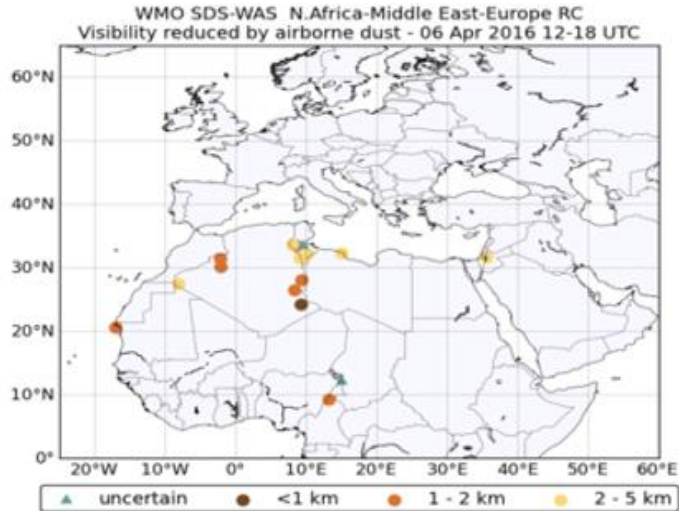 WMO SDS-WAS N.Africa-Middle East-Europe RC
Visibility reduced by airborne dust - 06 Apr 2016 12-18 UTC
60°N
50°N
40°N
30°N
20°N
10°N
0°
20°W 10°W 0° 10°E 20°E 30°E 40°E 50°E 60°E
uncertain <1 km 1 - 2 km 2 - 5 km